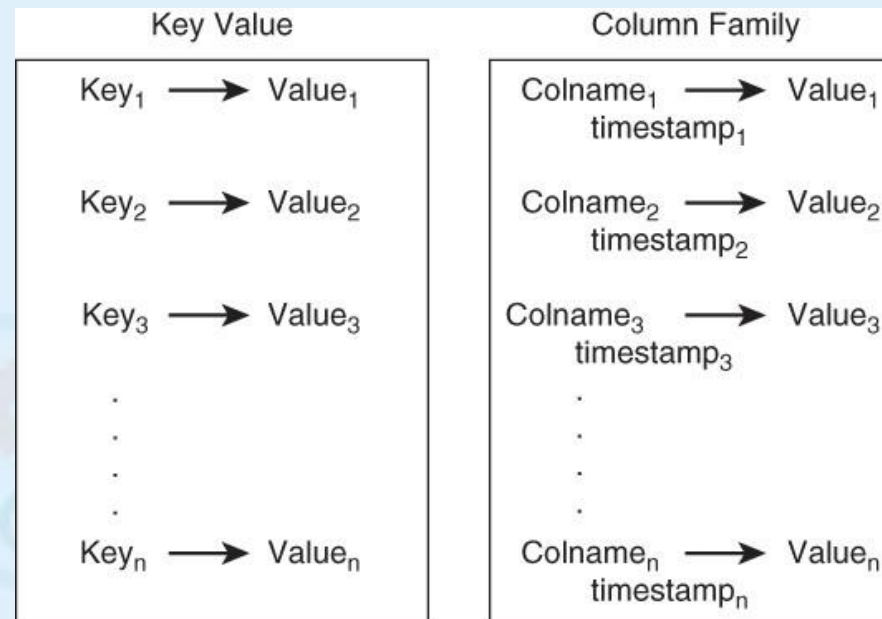 Key Value
Key₁ → Value₁
Key₂ → Value₂
Key₃ → Value₃
.
.
.
.
Keyₙ → Valueₙ
Column Family
Colname₁ → Value₁
timestamp₁
Colname₂ → Value₂
timestamp₂
Colname₃ → Value₃
timestamp₃
.
.
.
.
Colnameₙ → Valueₙ
timestampₙ